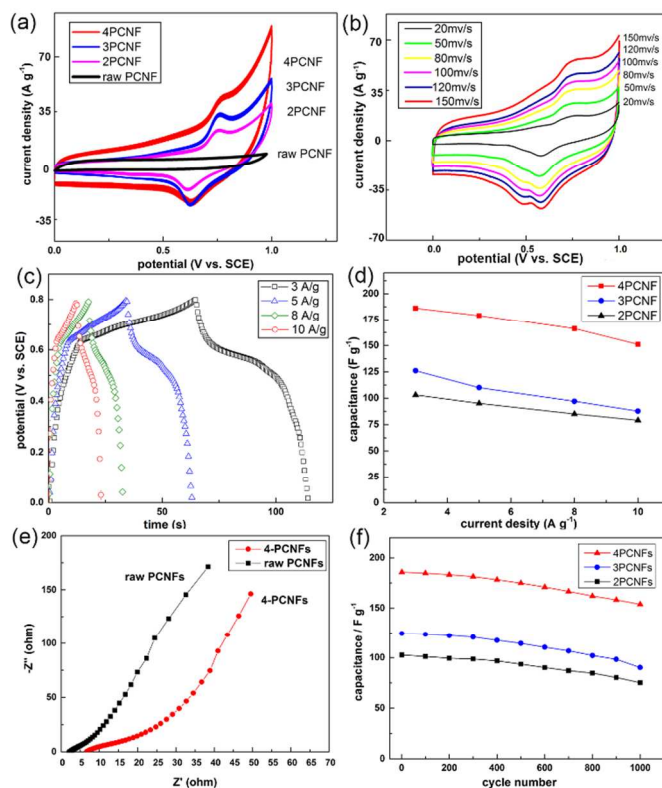 (a)
4PCNF
3PCNF
2PCNF
raw PCNF
4PCNF
3PCNF
2PCNF
raw PCNF
current density (A g⁻¹)
70
35
0
-35
0.0 0.5 1.0
potential (V vs. SCE)
(b)
20mv/s
50mv/s
80mv/s
100mv/s
120mv/s
150mv/s
150mv/s
120mv/s
100mv/s
80mv/s
50mv/s
20mv/s
curent density (A g⁻¹)
70
35
0
-35
-70
0.0 0.5 1.0
potential (V vs. SCE)
(c)
3 A/g
5 A/g
8 A/g
10 A/g
potential (V vs. SCE)
0.8
0.6
0.4
0.2
0.0
0 50 100
time (s)
(d)
4PCNF
3PCNF
2PCNF
capacitance (F g⁻¹)
200
175
150
125
100
75
50
25
0
2 4 6 8 10
current desity (A g⁻¹)
(e)
4-PCNFs
raw PCNFs
raw PCNFs
4-PCNFs
-Z'' (ohm)
-200
150
100
50
0
0 5 10 15 20 25 30 35 40 45 50 55 60 65 70
Z' (ohm)
(f)
4PCNFs
3PCNFs
2PCNFs
capacitance / F g⁻¹
200
150
100
50
0
0 200 400 600 800 1000
cycle number